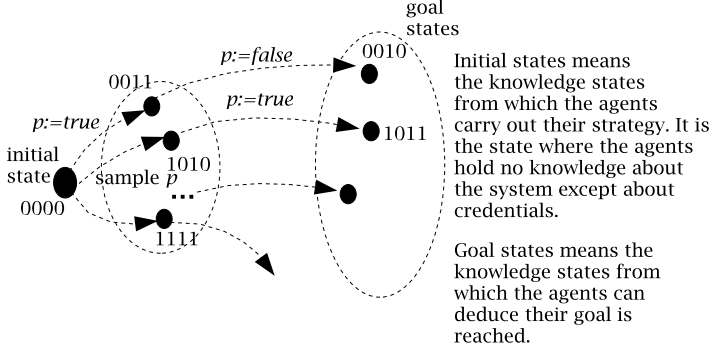 goal
states
p:=false
0010
0011
p:=true
p:=true
1011
initial
state
1010
sample p
...
0000
1111
Initial states means
the knowledge states
from which the agents
carry out their strategy. It is
the state where the agents
hold no knowledge about
the system except about
credentials.
Goal states means the
knowledge states from
which the agents can
deduce their goal is
reached.